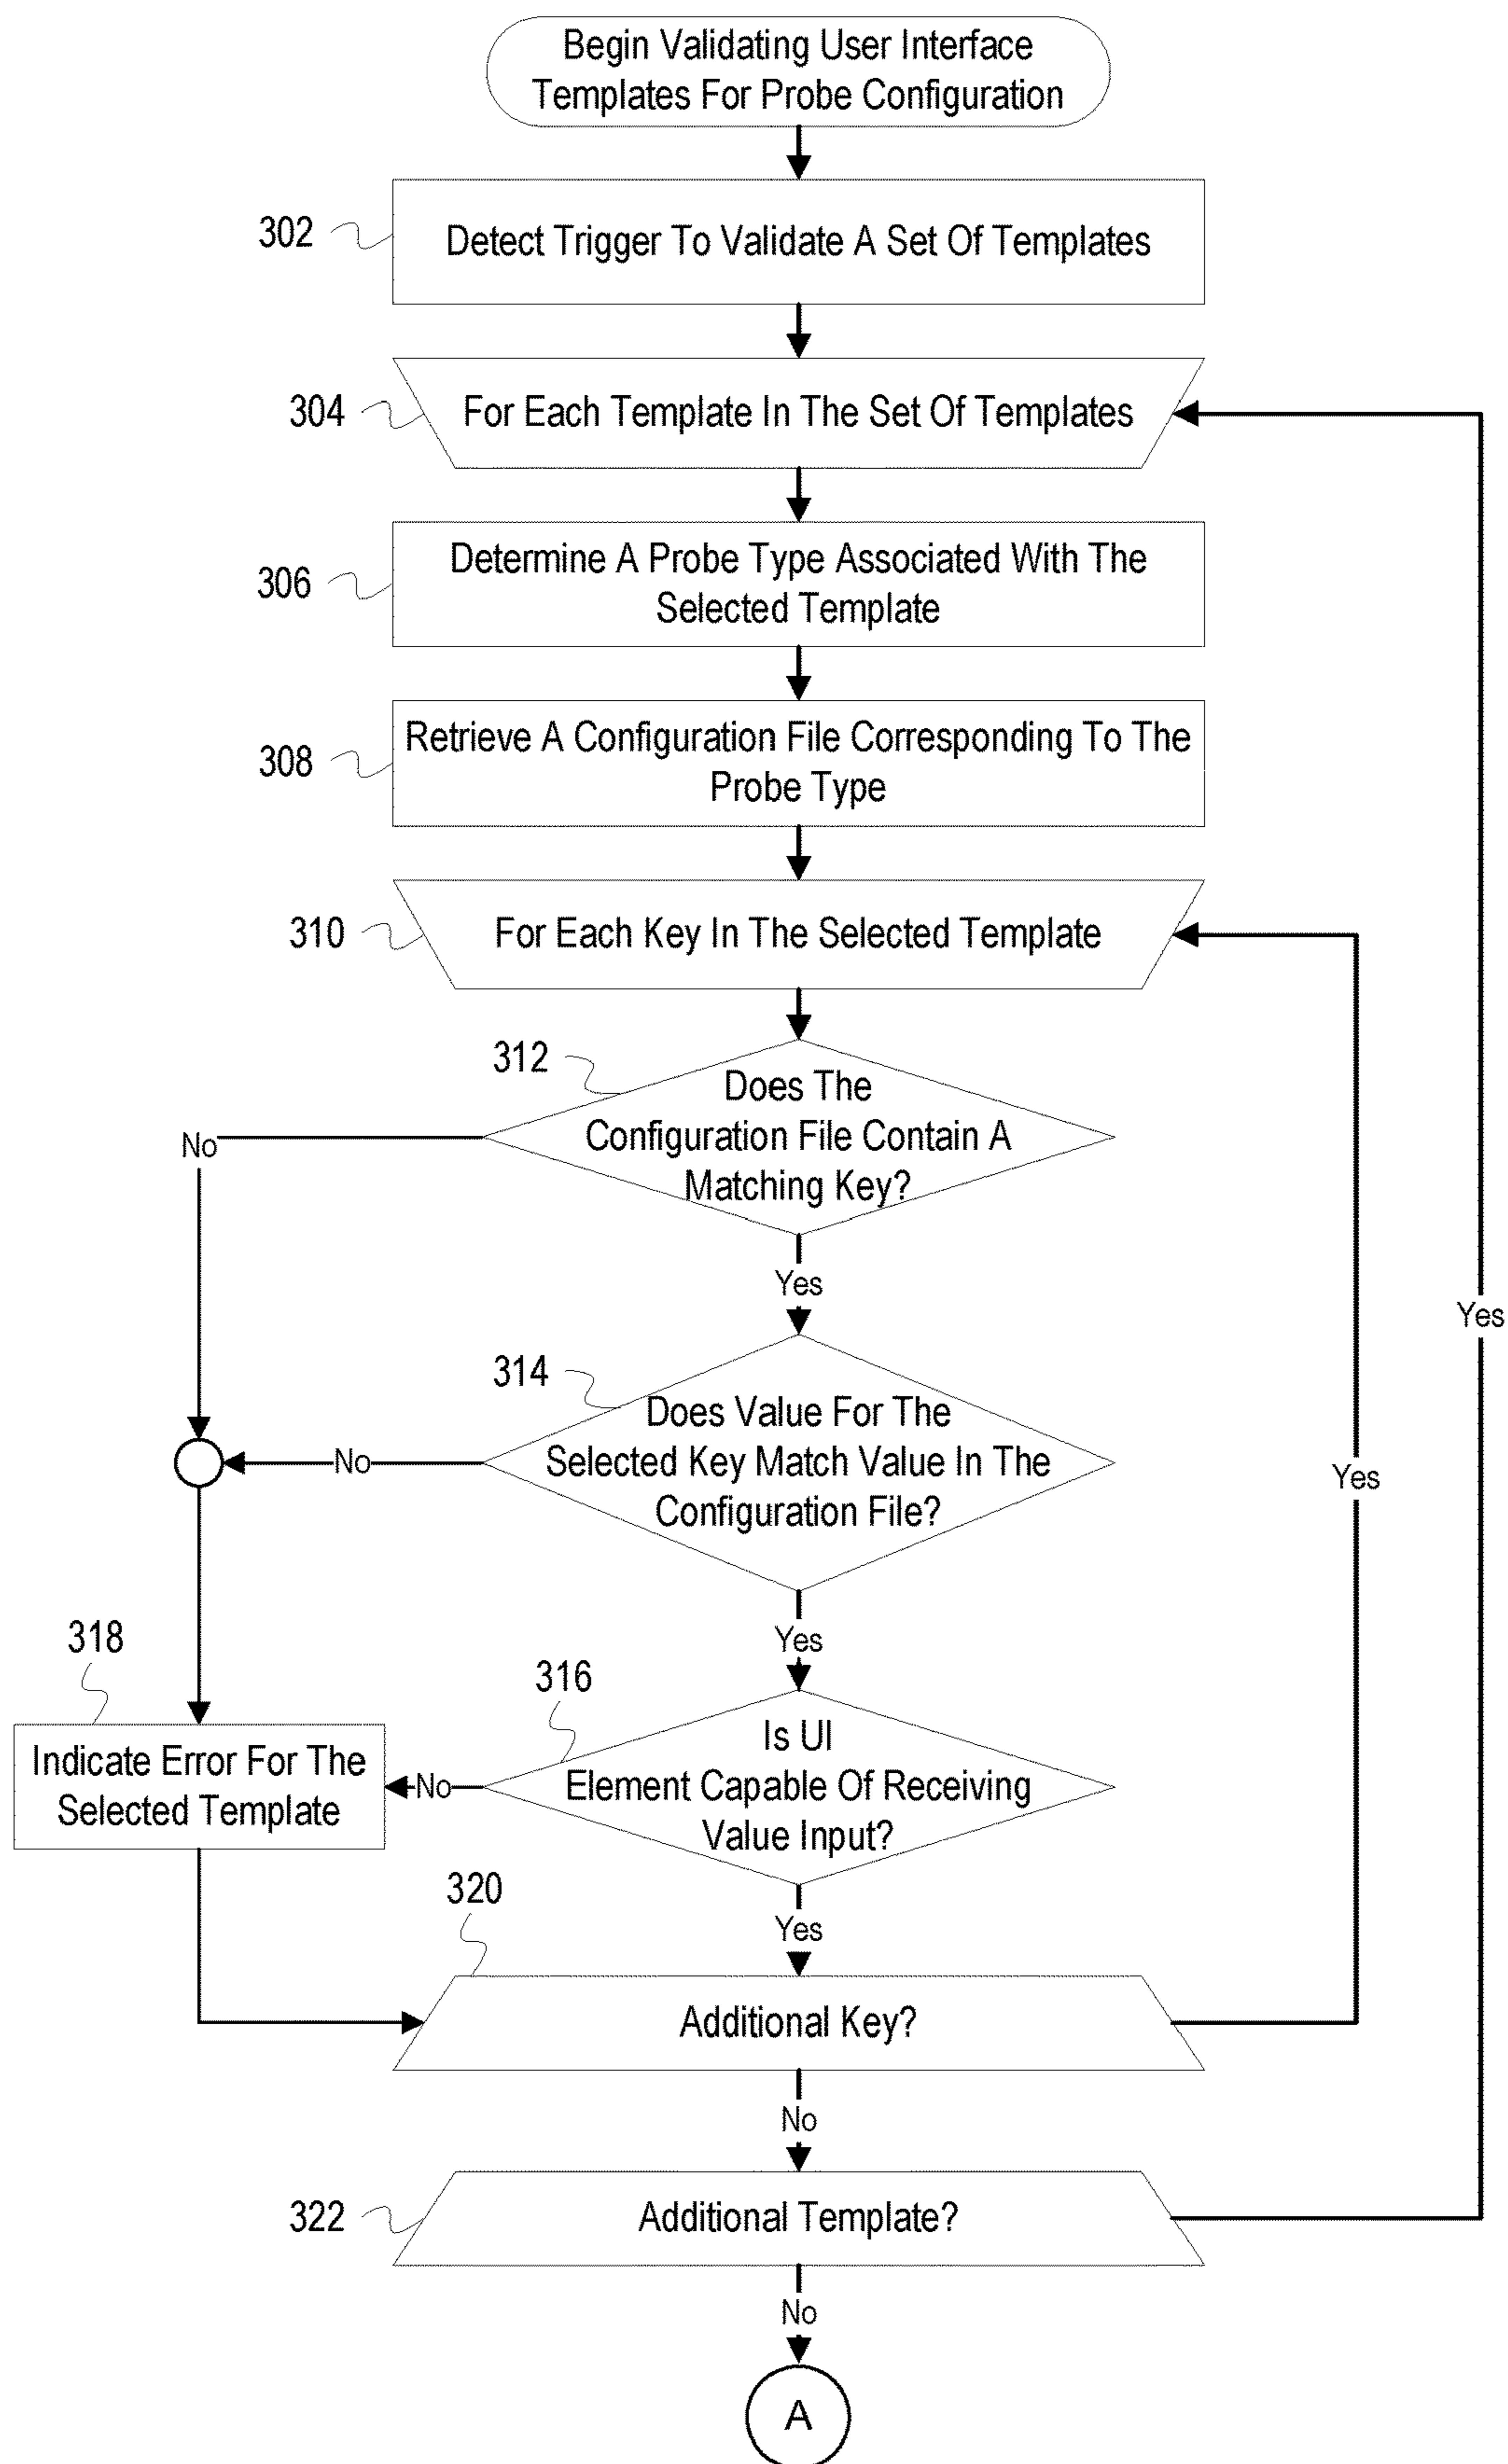 Begin Validating User Interface
Templates For Probe Configuration
302
Detect Trigger To Validate A Set Of Templates
304
For Each Template In The Set Of Templates
306
Determine A Probe Type Associated With The
Selected Template
308
Retrieve A Configuration File Corresponding To The
Probe Type
310
For Each Key In The Selected Template
312
Does The
Configuration File Contain A
Matching Key?
No
Yes
Yes
314
Does Value For The
Selected Key Match Value In The
Configuration File?
No
Yes
Yes
318
316
Indicate Error For The
Selected Template
No
Is UI
Element Capable Of Receiving
Value Input?
Yes
320
Additional Key?
No
322
Additional Template?
No
A